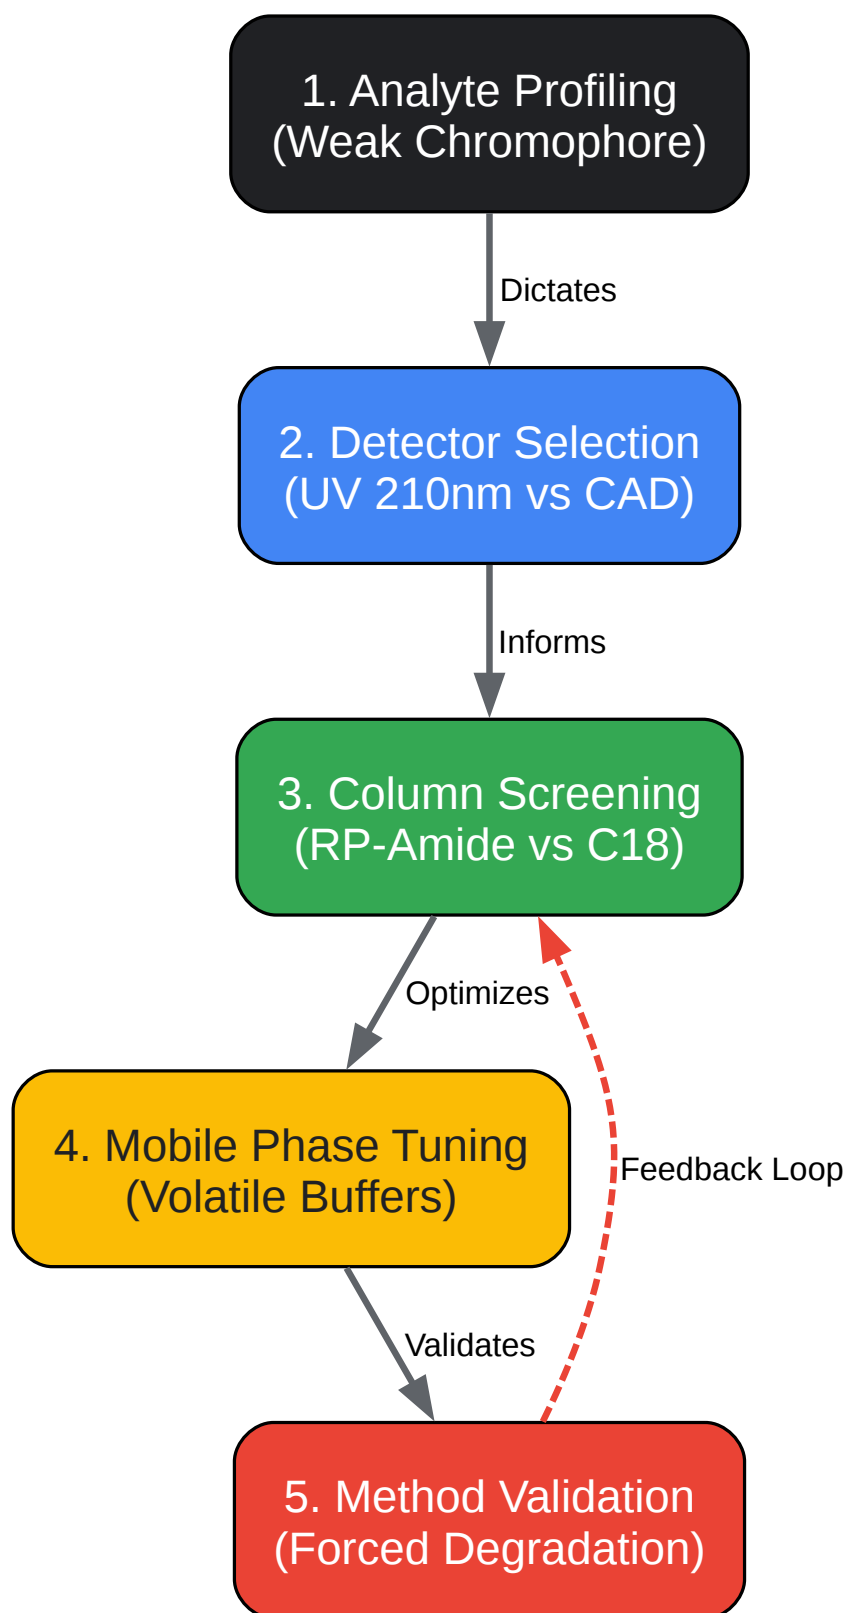 1. Analyte Profiling
(Weak Chromophore)
Dictates
2. Detector Selection
(UV 210nm vs CAD)
Informs
3. Column Screening
(RP-Amide vs C18)
Optimizes
4. Mobile Phase Tuning
(Volatile Buffers)
Feedback Loop
Validates
5. Method Validation
(Forced Degradation)